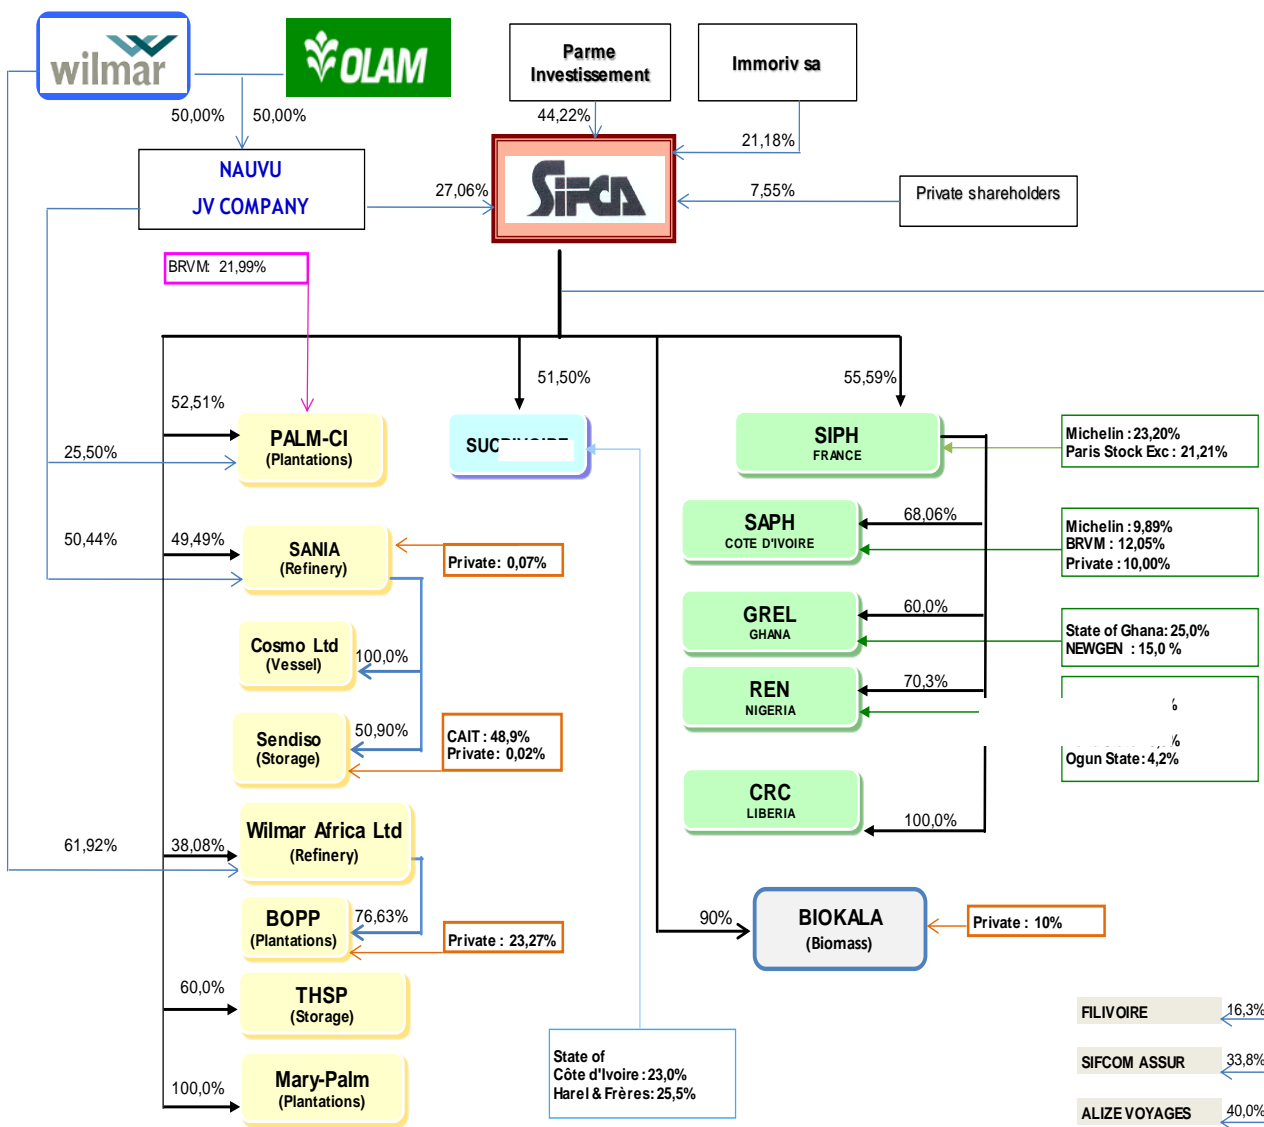 wilmar
OLAM
Parme
Investissement
Immoriv sa
50,00%
50,00%
44,22%
21,18%
NAUVU
JV COMPANY
27,06%
SIFCA
7,55%
Private shareholders
BRVM: 21,99%
52,51%
51,50%
55,59%
PALM-CI
(Plantations)
25,50%
SIPH
FRANCE
Michelin : 23,20%
Paris Stock Exc : 21,21%
50,44%
49,49%
SANIA
(Refinery)
Private: 0,07%
SAPH
COTE D'IVOIRE
68,06%
Michelin : 9,89%
BRVM : 12,05%
Private : 10,00%
Cosmo Ltd
(Vessel)
100,0%
GREL
GHANA
60,0%
State of Ghana: 25,0%
NEWGEN : 15,0 %
REN
NIGERIA
70,3%
Ogun State: 4,2%
Sendiso
(Storage)
50,90%
CAIT : 48,9%
Private: 0,02%
CRC
LIBERIA
100,0%
61,92%
38,08%
Wilmar Africa Ltd
(Refinery)
BOPP
(Plantations)
76,63%
Private : 23,27%
90%
BIOKALA
(Biomass)
Private : 10%
60,0%
THSP
(Storage)
100,0%
Mary-Palm
(Plantations)
State of
Côte d'Ivoire : 23,0%
Harel & Frères: 25,5%
FILIVOIRE
16,3%
SIFCOM ASSUR
33,8%
ALIZE VOYAGES
40,0%